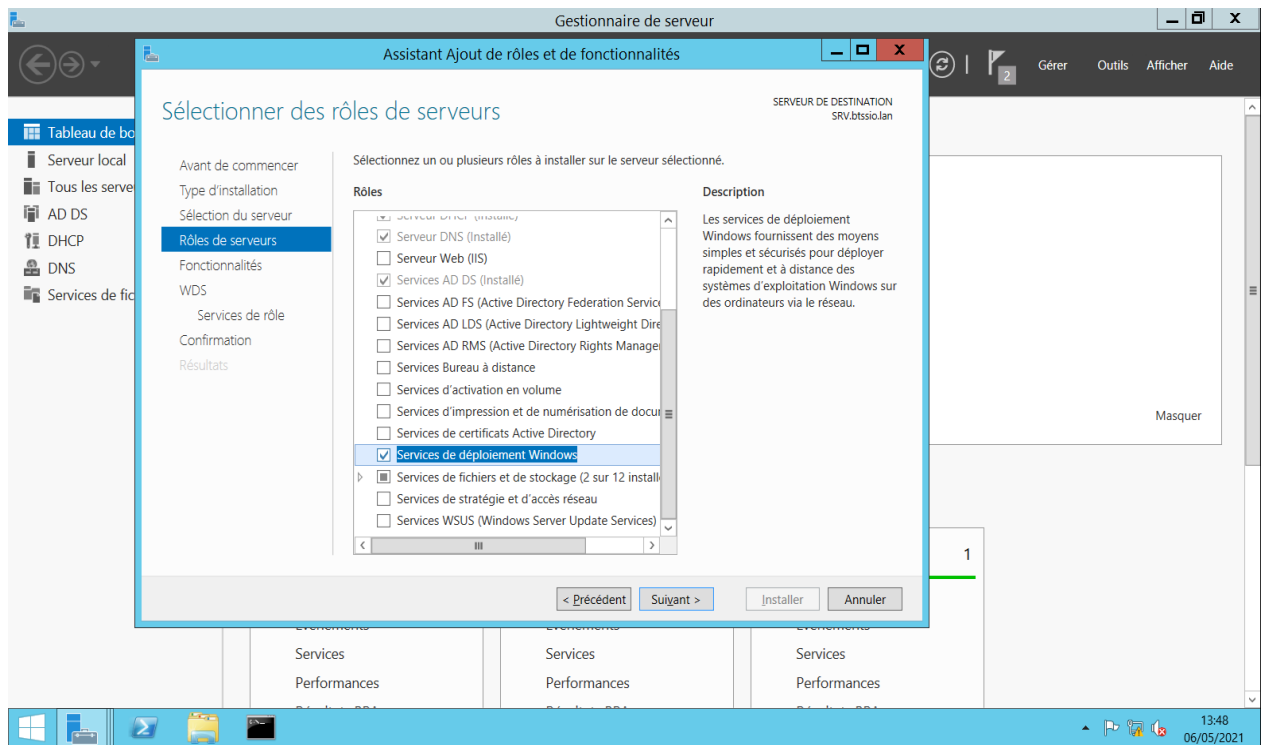 Gestionnaire de serveur
2
Gérer
Outils
Afficher
Aide
Tableau de bo
Serveur local
Tous les serve
AD DS
DHCP
DNS
Services de fic
Assistant Ajout de rôles et de fonctionnalités
Sélectionner des rôles de serveurs
SERVEUR DE DESTINATION
SRV.btssio.lan
Avant de commencer
Type d'installation
Sélection du serveur
Rôles de serveurs
Fonctionnalités
WDS
Services de rôle
Confirmation
Résultats
Sélectionnez un ou plusieurs rôles à installer sur le serveur sélectionné.
Rôles
Serveur DHCP (Installé)
Serveur DNS (Installé)
Serveur Web (IIS)
Services AD DS (Installé)
Services AD FS (Active Directory Federation Service
Services AD LDS (Active Directory Lightweight Dire
Services AD RMS (Active Directory Rights Manage
Services Bureau à distance
Services d'activation en volume
Services d'impression et de numérisation de docu
Services de certificats Active Directory
Services de déploiement Windows
Services de fichiers et de stockage (2 sur 12 install
Services de stratégie et d'accès réseau
Services WSUS (Windows Server Update Services)
Description
Les services de déploiement
Windows fournissent des moyens
simples et sécurisés pour déployer
rapidement et à distance des
systèmes d'exploitation Windows sur
des ordinateurs via le réseau.
< Précédent
Suivant >
Installer
Annuler
Masquer
1
Événements
Événements
Événements
Services
Services
Services
Performances
Performances
Performances
13:48
06/05/2021